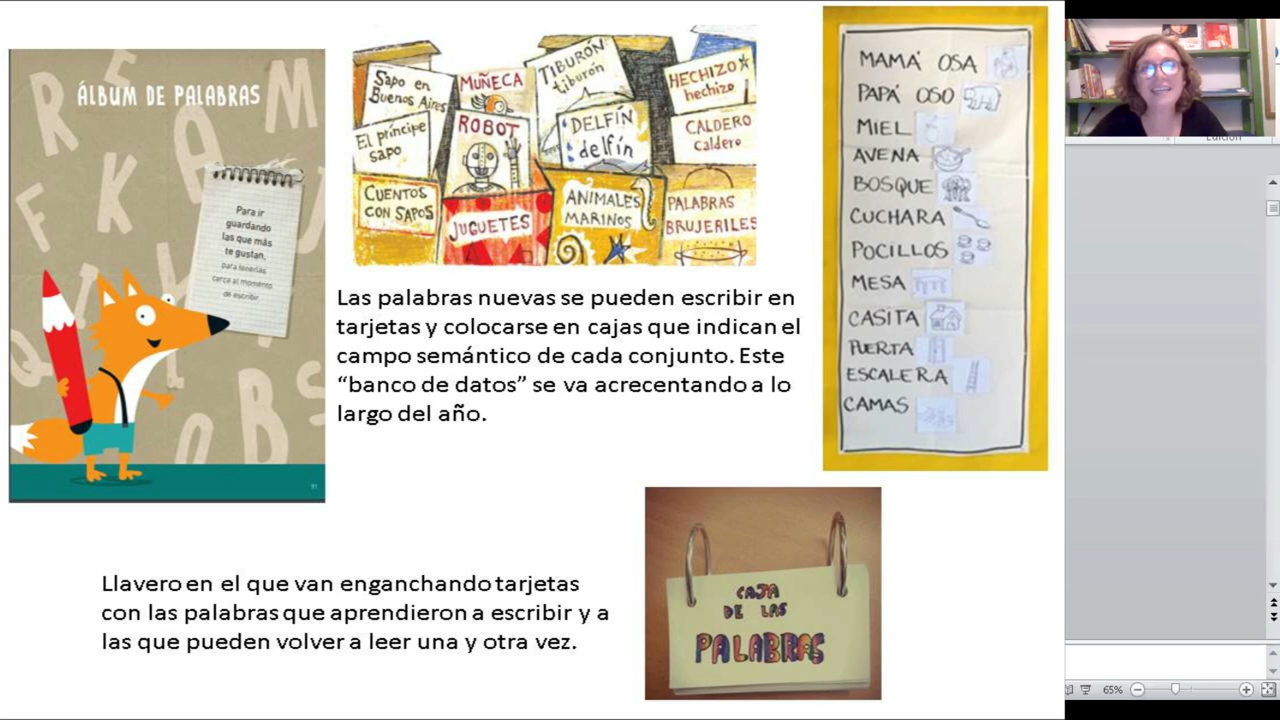 ÁLBUM DE PALABRAS
Para ir
guardando
las que más
te gustan,
para tenerlas
cerca al momento
de escribir.
Sapo en
Buenos Aires
El príncipe
sapo
CUENTOS
CON SAPOS
MUÑECA
ROBOT
JUGUETES
TIBURÓN
tiburón
DELFÍN
delfín
ANIMALES
MARINOS
HECHIZO
hechizo
CALDERO
Caldero
PALABRAS
BRUJERILES
Las palabras nuevas se pueden escribir en
tarjetas y colocarse en cajas que indican el
campo semántico de cada conjunto. Este
“banco de datos” se va acrecentando a lo
largo del año.
MAMÁ OSA
PAPÁ OSO
MIEL
AVENA
BOSQUE
CUCHARA
POCILLOS
MESA
CASITA
PUERTA
ESCALERA
CAMAS
Llavero en el que van enganchando tarjetas
con las palabras que aprendieron a escribir y a
las que pueden volver a leer una y otra vez.
CAJA
DE LAS
PALABRAS
Edición
65%